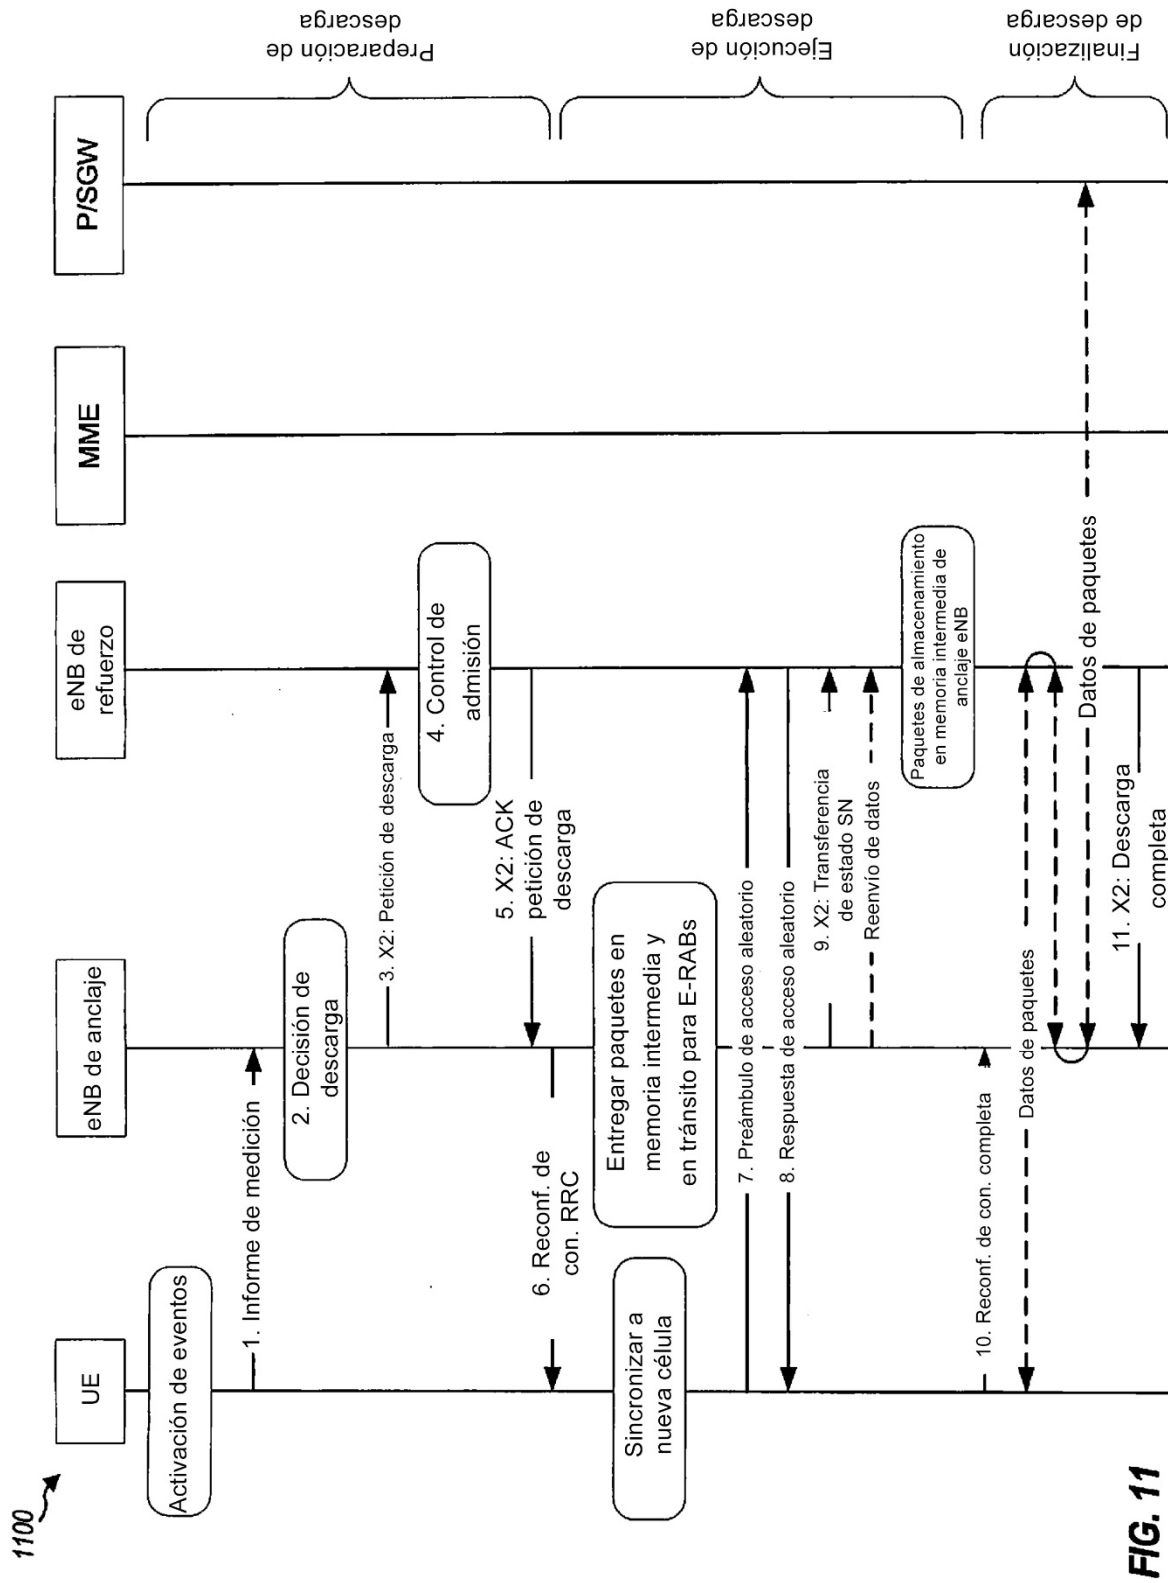 1100
UE
eNB de anclaje
eNB de
refuerzo
MME
P/SGW
Activación de eventos
1. Informe de medición
2. Decisión de
descarga
3. X2: Petición de descarga
4. Control de
admisión
5. X2: ACK
petición de
descarga
Preparación de
descarga
6. Reconf. de
con. RRC
Sincronizar a
nueva célula
Entregar paquetes en
memoria intermedia y
en tránsito para E-RABs
7. Preámbulo de acceso aleatorio
8. Respuesta de acceso aleatorio
9. X2: Transferencia
de estado SN
Reenvío de datos
Paquetes de almacenamiento
en memoria intermedia de
anclaje eNB
Ejecución de
descarga
10. Reconf. de con. completa
Datos de paquetes
Datos de paquetes
11. X2: Descarga
completa
Finalización
de descarga
FIG. 11